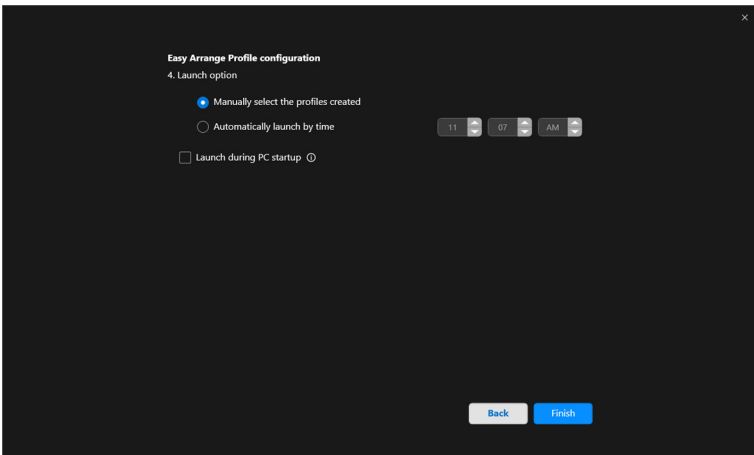 Easy Arrange Profile configuration
4. Launch option
Manually select the profiles created
Automatically launch by time 11 07 AM
Launch during PC startup
Back Finish